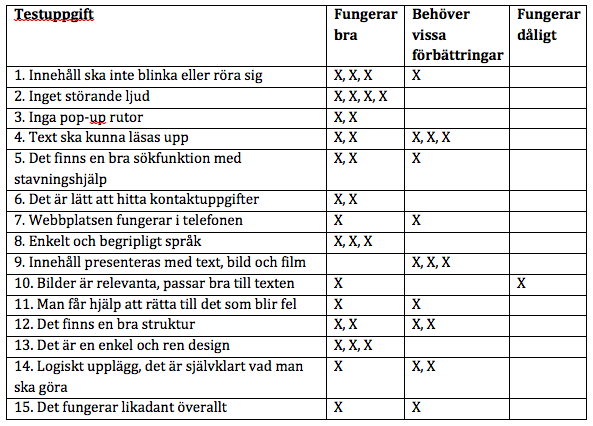 Testuppgift Fungerar bra Behöver vissa förbättringar Fungerar dåligt
1. Innehåll ska inte blinka eller röra sig X, X, X X
2. Inget störande ljud X, X, X, X
3. Inga pop-up rutor X, X
4. Text ska kunna läsas upp X, X X, X, X
5. Det finns en bra sökfunktion med X, X X
stavningshjälp
6. Det är lätt att hitta kontaktuppgifter X, X
7. Webbplatsen fungerar i telefonen X X
8. Enkelt och begripligt språk X, X, X
9. Innehåll presenteras med text, bild och film X, X, X
10. Bilder är relevanta, passar bra till texten X X
11. Man får hjälp att rätta till det som blir fel X X
12. Det finns en bra struktur X, X X, X
13. Det är en enkel och ren design X, X, X
14. Logiskt upplägg, det är självklart vad man X X, X
ska göra
15. Det fungerar likadant överallt X X